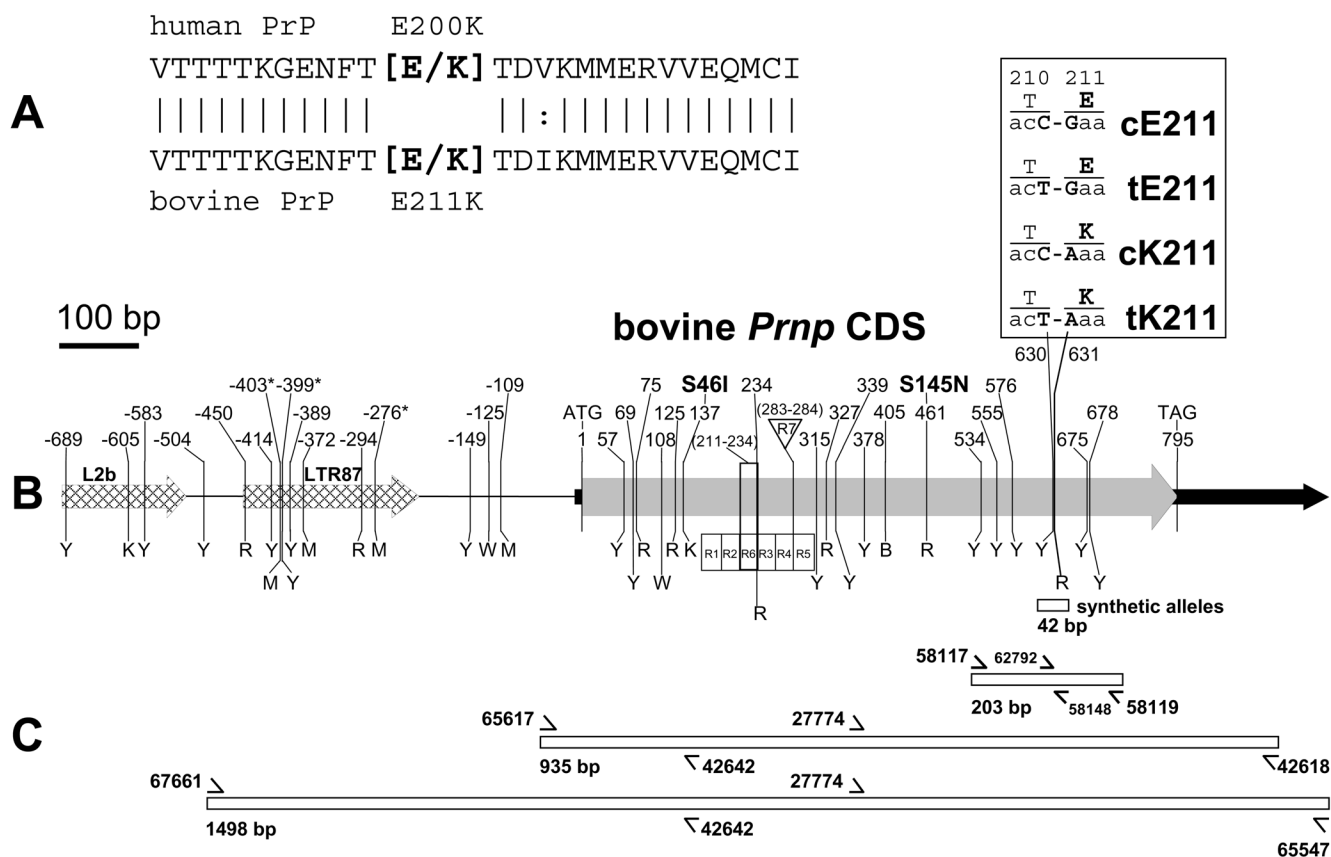 human PrP E200K
VTTTTKGENFT[E/K]TDVKMMERVVEQMCI
A
VTTTTKGENFT[E/K]TDIKMMERVVEQMCI
bovine PrP E211K
210 211
T E
acC-Gaa cE211
T E
acT-Gaa tE211
T K
acC-Aaa cK211
T K
acT-Aaa tK211
100 bp
bovine Prnp CDS
630 631
-403* -399* -109 75 S46I 234 339 S145N 576
-583 -450 -389 -276* -125 ATG 69 125 137 (283-284) 327 405 461 555 678 TAG
-689 -605 -504 -414 -372 -294 -149 1 57 108 (211-234) R7 315 378 534 675 795
L2b LTR87
B
Y K Y Y R Y Y M R M Y W M Y R R K R1 R2 R6 R3 R4 R5 R Y B R Y Y Y Y Y
M Y Y W Y Y R Y
R
synthetic alleles
42 bp
58117 62792
203 bp 58148 58119
65617 27774
C
935 bp 42642 42618
67661 27774
1498 bp 42642
65547